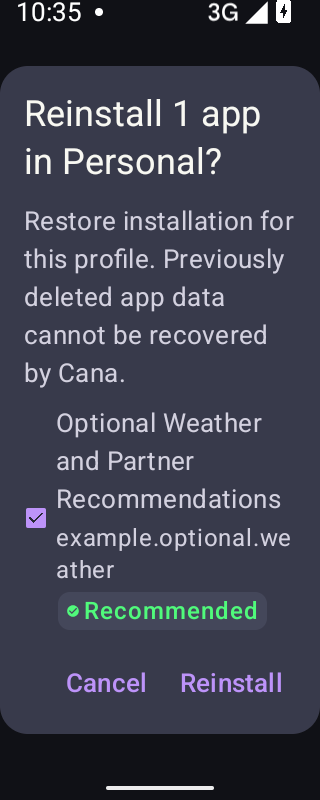 10:35
3G
Reinstall 1 app
in Personal?
Restore installation for
this profile. Previously
deleted app data
cannot be recovered
by Cana.
Optional Weather
and Partner
Recommendations
example.optional.we
ather
Recommended
Cancel Reinstall